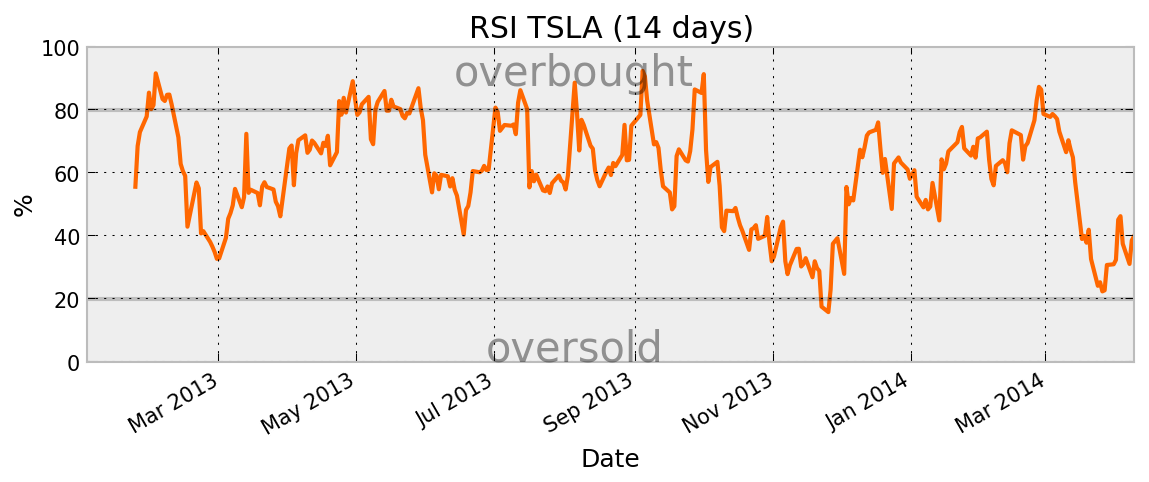 RSI TSLA (14 days)
100
overbought
80
60
%
40
20
oversold
0
Mar 2013
May 2013
Jul 2013
Sep 2013
Nov 2013
Jan 2014
Mar 2014
Date